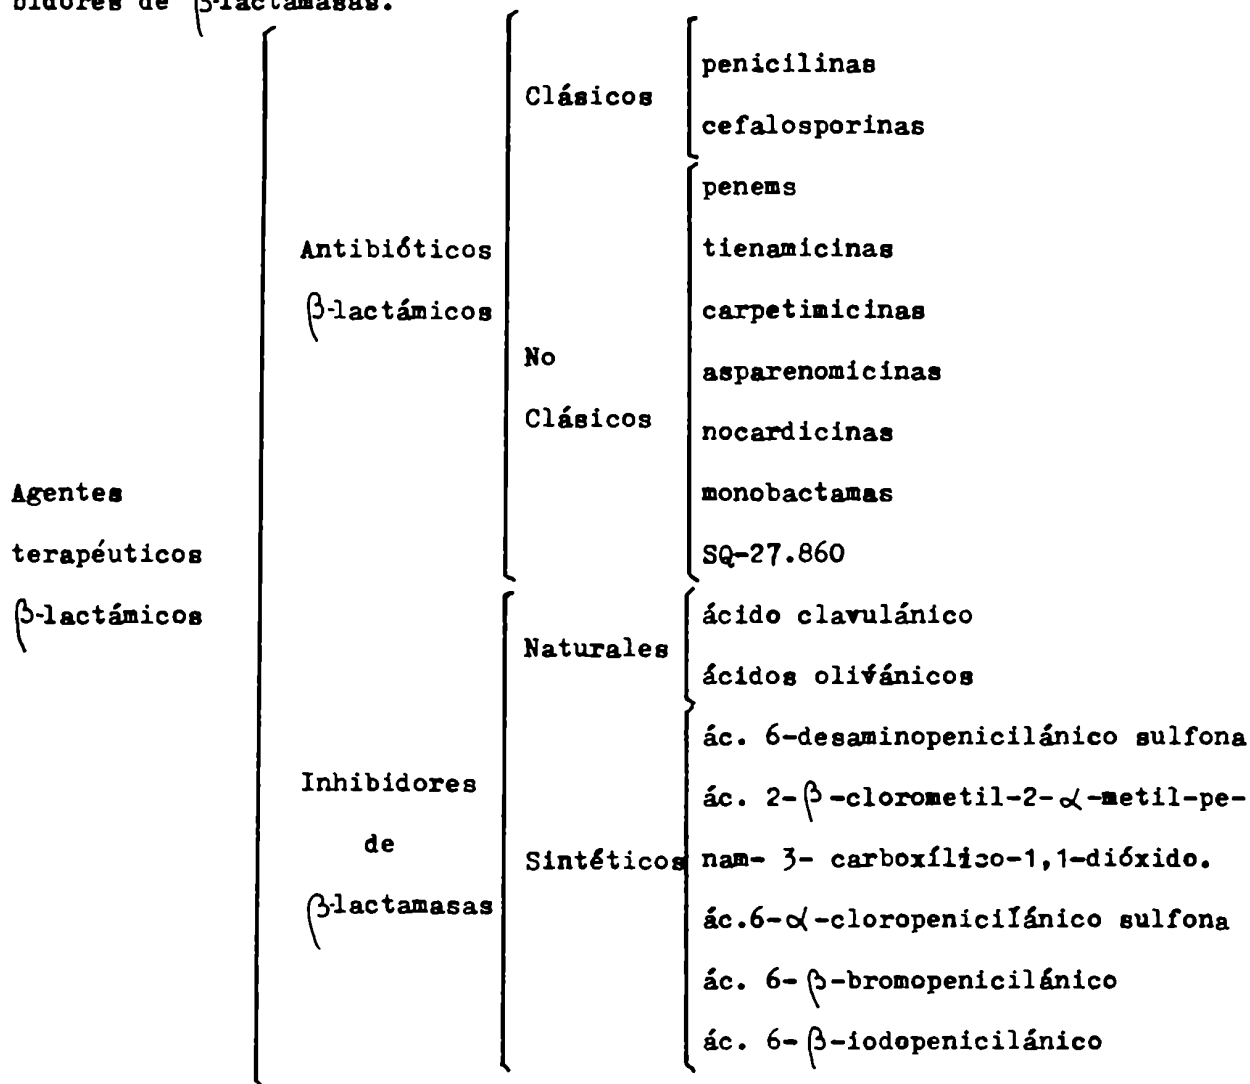 bidores de β-lactamasas.
Agentes
terapéuticos
β-lactámicos
Antibióticos
β-lactámicos
Clásicos
penicilinas
cefalosporinas
No
Clásicos
penems
tienamicinas
carpetimicinas
asparenomicinas
nocardicinas
monobactamas
SQ-27.860
Inhibidores
de
β-lactamasas
Naturales
ácido clavulánico
ácidos olivánicos
Sintéticos
ác. 6-desaminopenicilánico sulfona
ác. 2-β-clorometil-2-α-metil-pe-
nam- 3- carboxílico-1,1-dióxido.
ác.6-α-cloropenicilánico sulfona
ác. 6-β-bromopenicilánico
ác. 6-β-iodopenicilánico